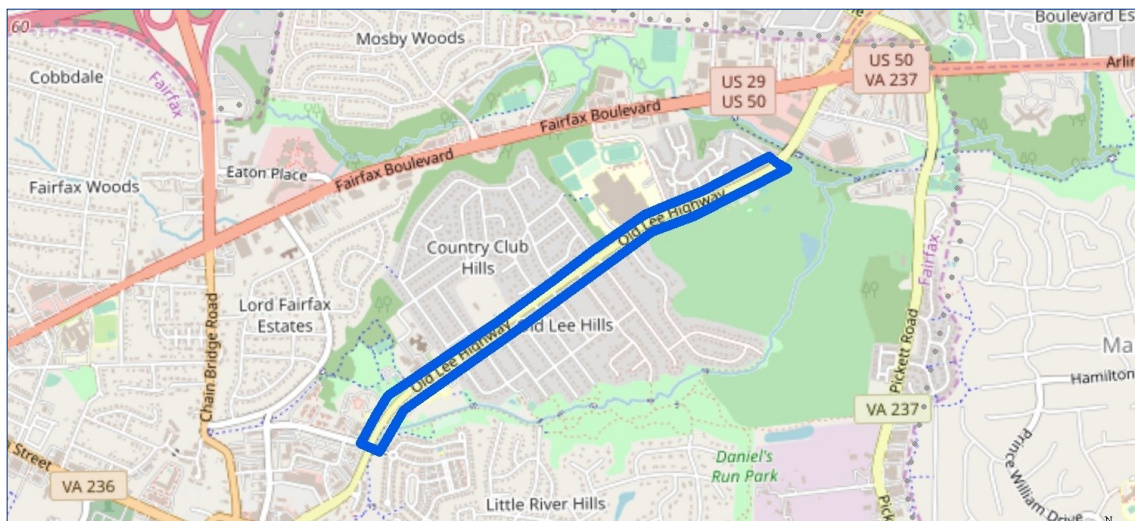 60
Mosby Woods
Boulevard Es
Cobbdale
Fairfax
US 29
US 50
US 50
VA 237
Arlin
Fairfax Boulevard
Eaton Place
Fairfax Boulevard
Fairfax Woods
Old Lee Highway
Country Club
Hills
Fairfax
Lord Fairfax
Estates
Old Lee Hills
Chain Bridge Road
Old Lee Highway
Pickett Road
Ma
Hamilton
VA 237
Street
VA 236
Daniel's
Run Park
Little River Hills
Prince William Drive
Pic